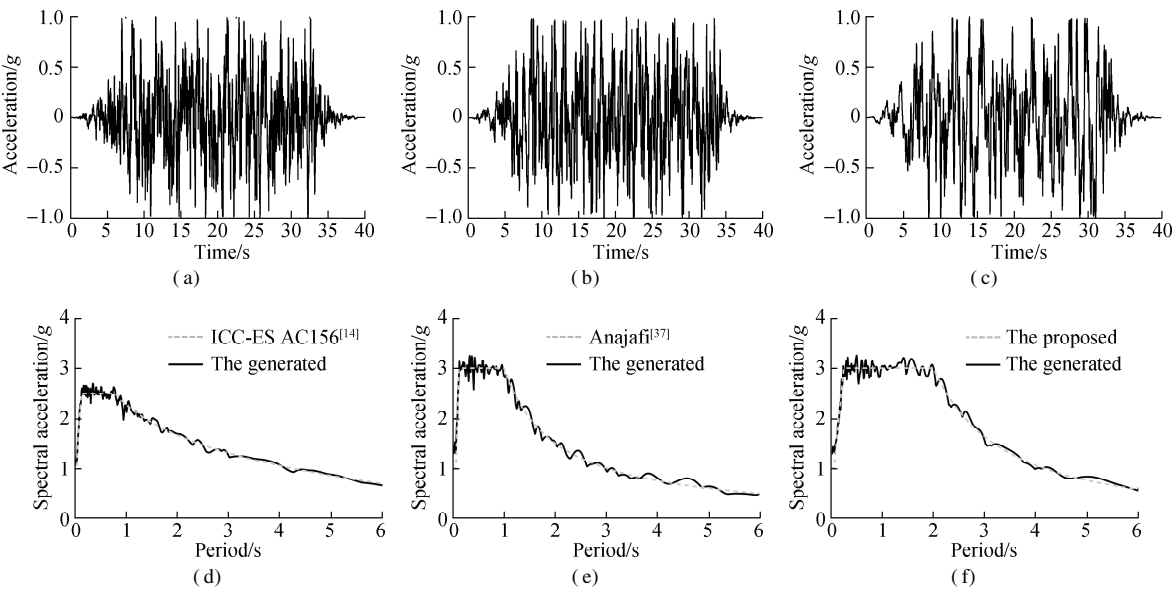 1.0
0.5
0
−0.5
−1.0
Acceleration/g
0 5 10 15 20 25 30 35 40
Time/s
(a)
1.0
0.5
0
−0.5
−1.0
Acceleration/g
0 5 10 15 20 25 30 35 40
Time/s
(b)
1.0
0.5
0
−0.5
−1.0
Acceleration/g
0 5 10 15 20 25 30 35 40
Time/s
(c)
4
3
2
1
0
Spectral acceleration/g
ICC-ES AC156[14]
The generated
0 1 2 3 4 5 6
Period/s
(d)
4
3
2
1
0
Spectral acceleration/g
Anajafi[37]
The generated
0 1 2 3 4 5 6
Period/s
(e)
4
3
2
1
0
Spectral acceleration/g
The proposed
The generated
0 1 2 3 4 5 6
Period/s
(f)